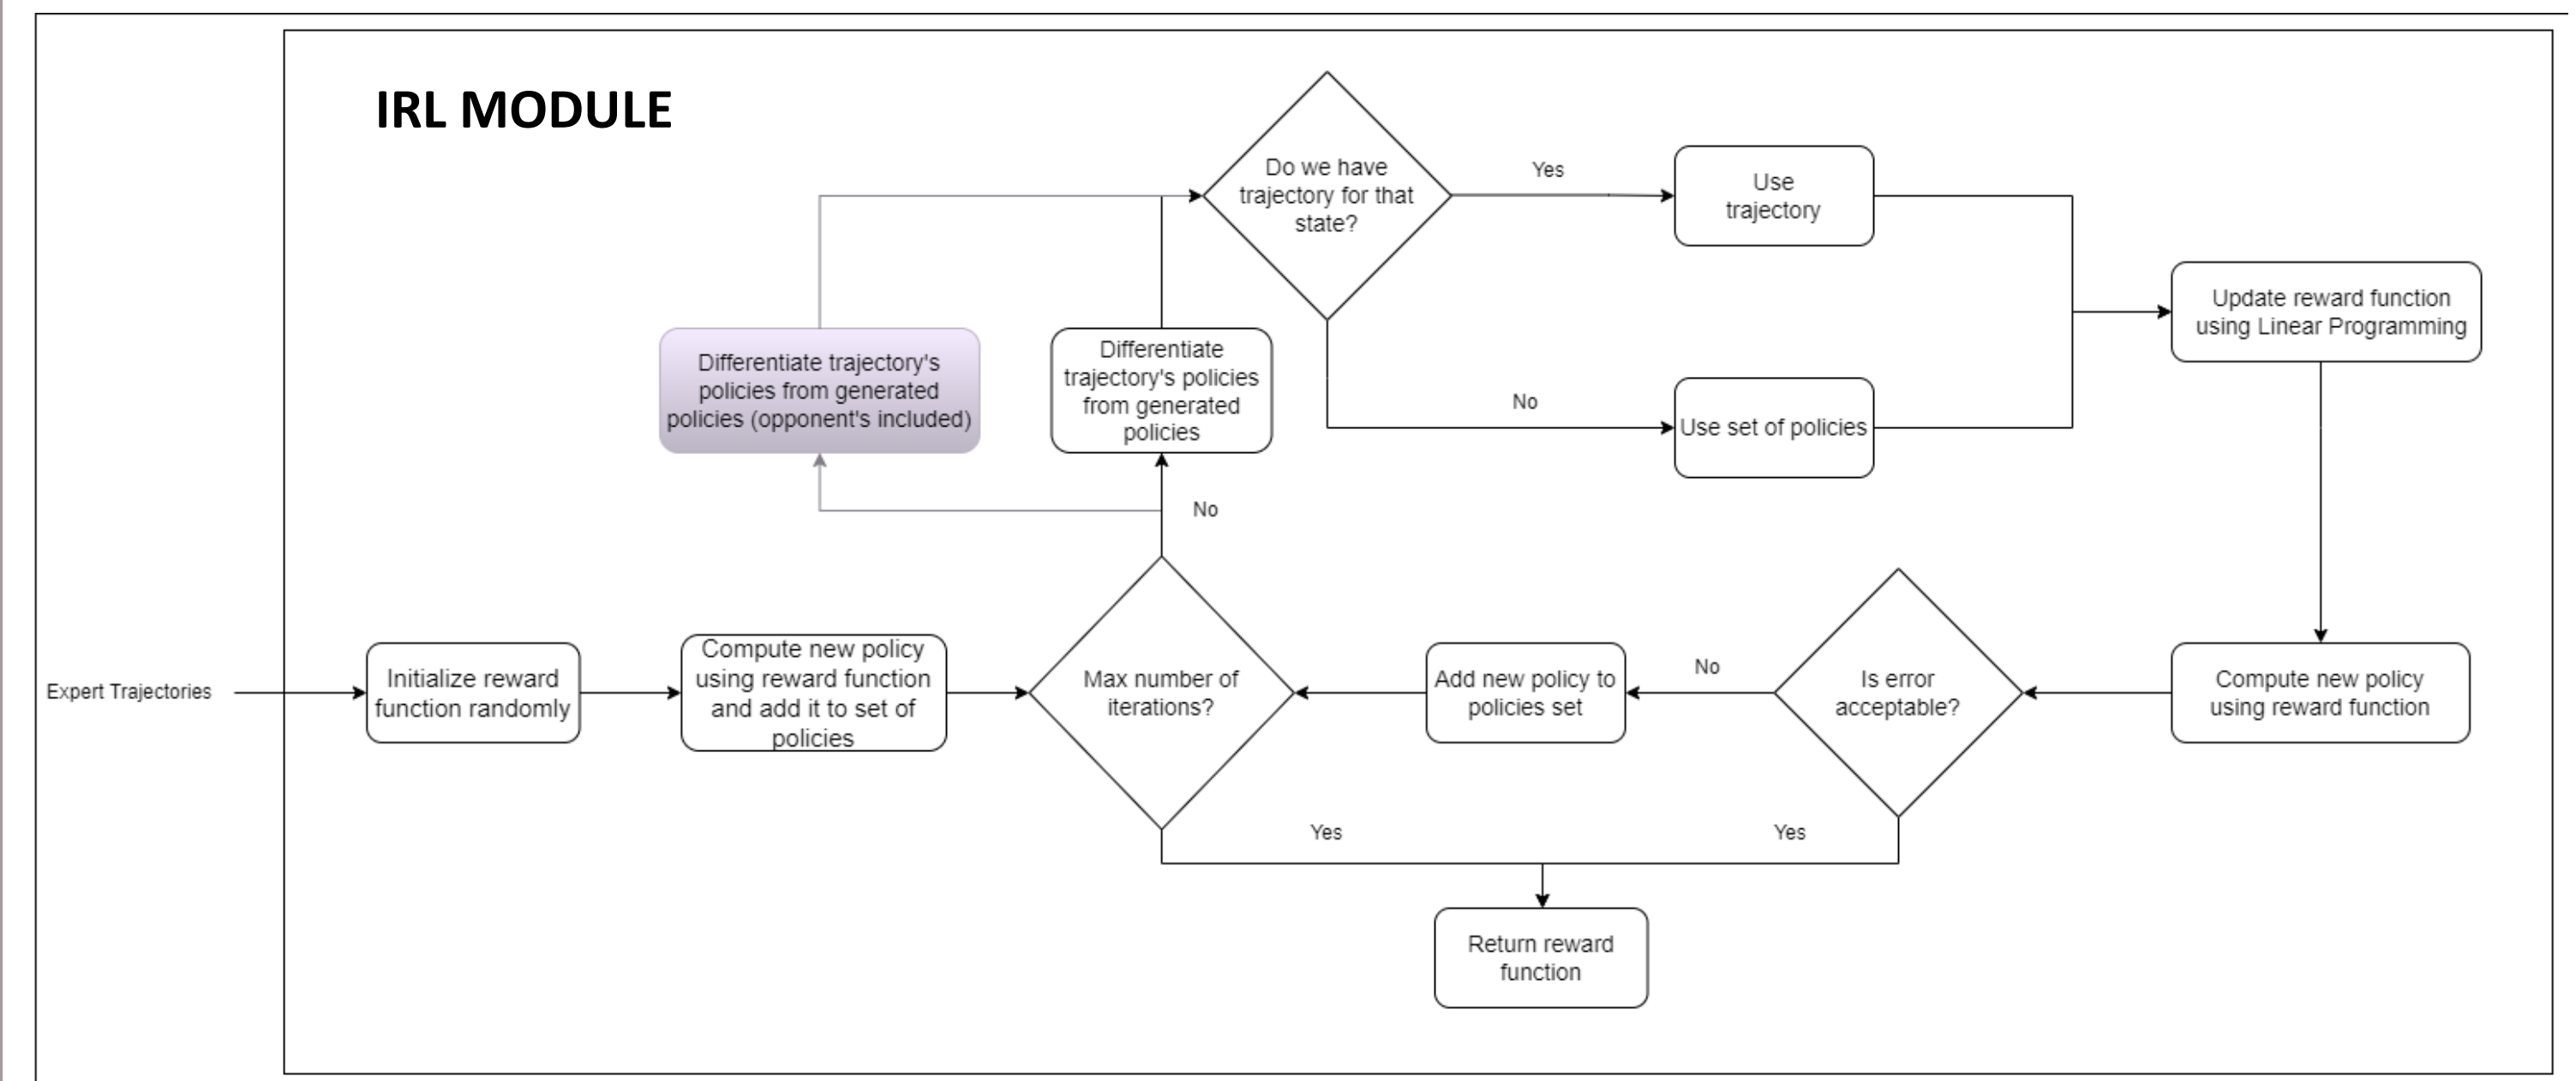 IRL MODULE
Do we have
trajectory for that
state?
Yes
Use
trajectory
Update reward function
using Linear Programming
Differentiate trajectory's
policies from generated
policies (opponent's included)
Differentiate
trajectory's policies
from generated
policies
No
Use set of policies
No
Expert Trajectories
Initialize reward
function randomly
Compute new policy
using reward function
and add it to set of
policies
Max number of
iterations?
Add new policy to
policies set
No
Is error
acceptable?
Compute new policy
using reward function
Yes
Yes
Return reward
function